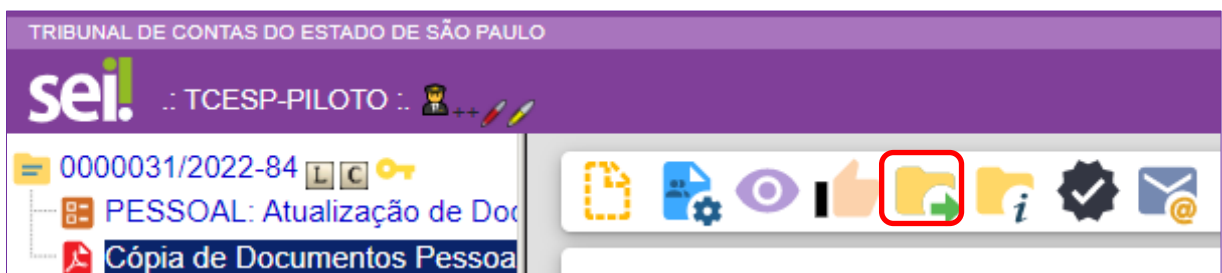 TRIBUNAL DE CONTAS DO ESTADO DE SÃO PAULO
sei! .: TCESP-PILOTO :. ++
0000031/2022-84 L C
PESSOAL: Atualização de Doc
Cópia de Documentos Pessoa